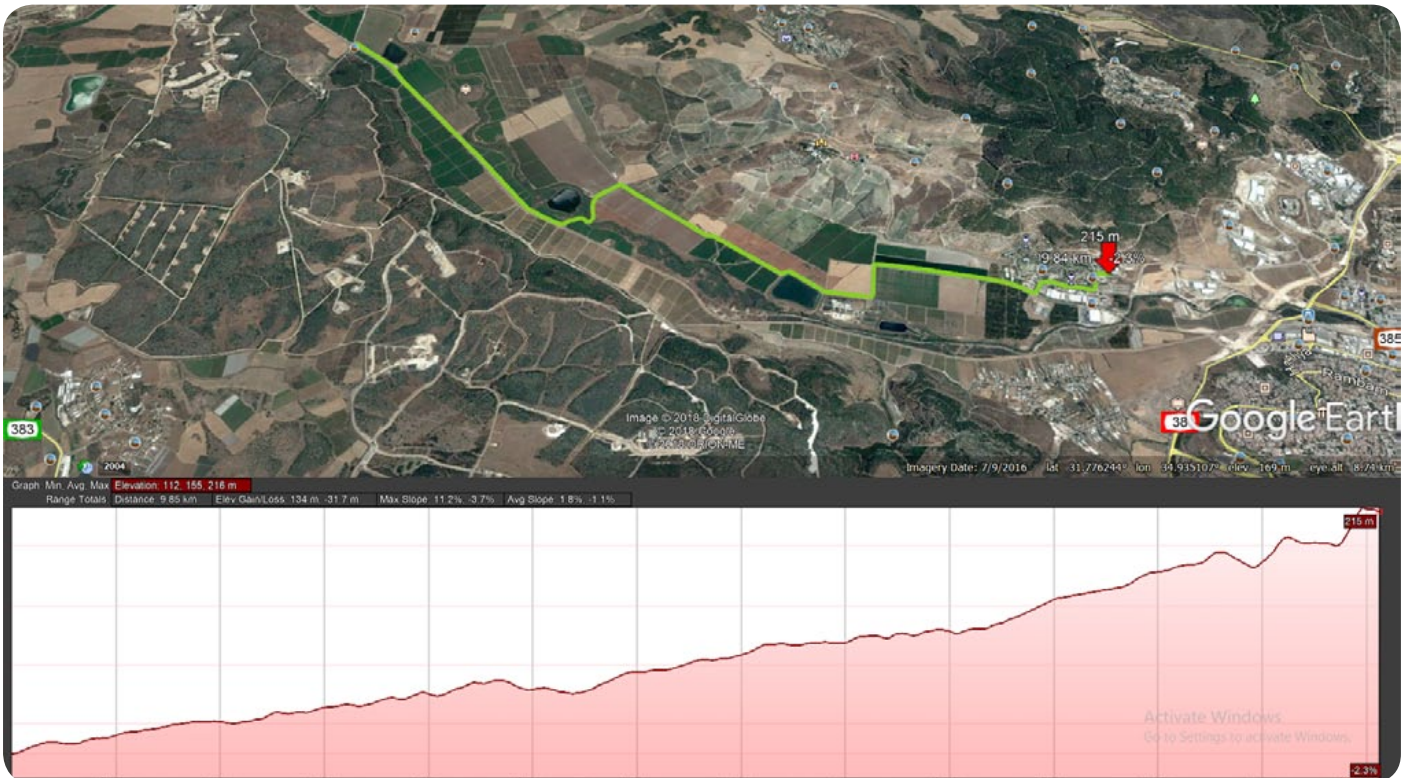 215 m
9.84 km -2.3%
385
Rambam
383
38
Google Earth
Image © 2018 DigitalGlobe
© 2018 Google
© 2018 ORION-ME
2004
Imagery Date: 7/9/2016 lat 31.776244° lon 34.935107° elev 169 m eye alt 8.74 km
Graph: Min, Avg, Max Elevation: 112, 155, 216 m
Range Totals: Distance: 9.85 km Elev Gain/Loss: 134 m, -31.7 m Max Slope: 11.2%, -3.7% Avg Slope: 1.8%, -1.1%
215 m
Activate Windows
Go to Settings to activate Windows.
-2.3%